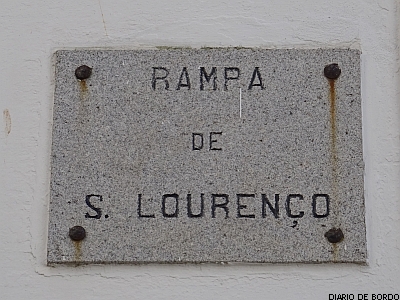 RAMPA
DE
S. LOURENÇO
DIARIO DE BORDO